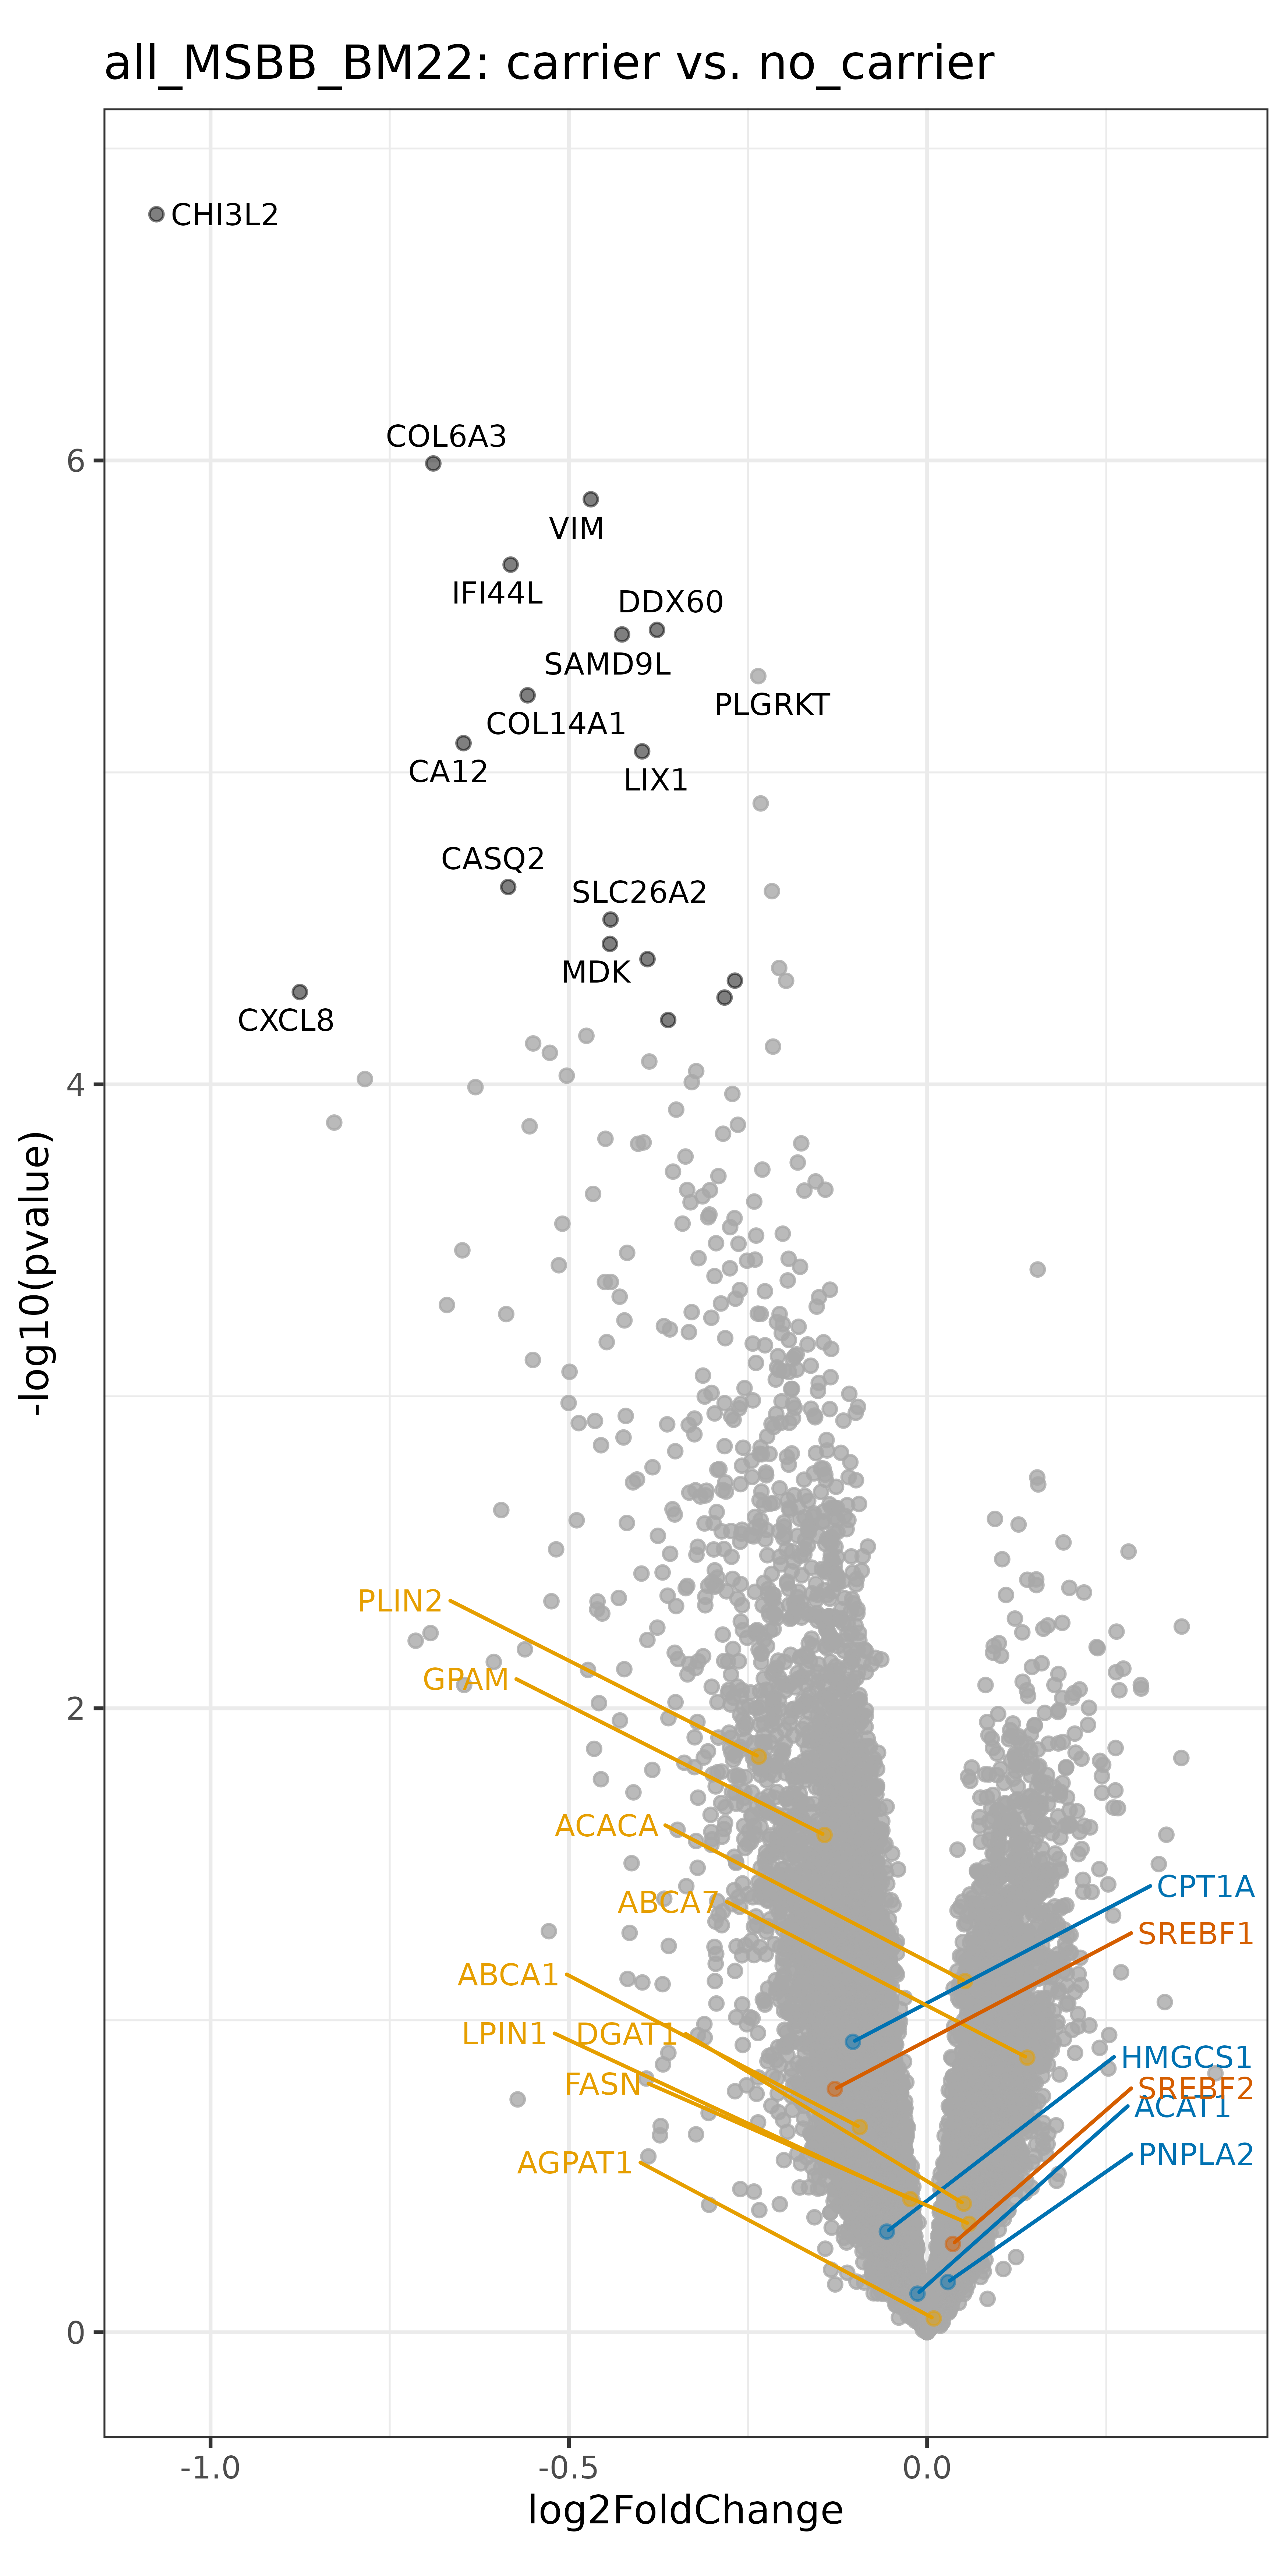 all_MSBB_BM22: carrier vs. no_carrier
CHI3L2
COL6A3
6
VIM
IFI44L
DDX60
SAMD9L
PLGRKT
COL14A1
CA12
LIX1
CASQ2
SLC26A2
MDK
CXCL8
4
-log10(pvalue)
PLIN2
GPAM
2
ACACA
CPT1A
ABCA7
SREBF1
ABCA1
LPIN1
DGAT1
HMGCS1
FASN
SREBF2
ACAT1
PNPLA2
AGPAT1
0
-1.0
-0.5
0.0
log2FoldChange